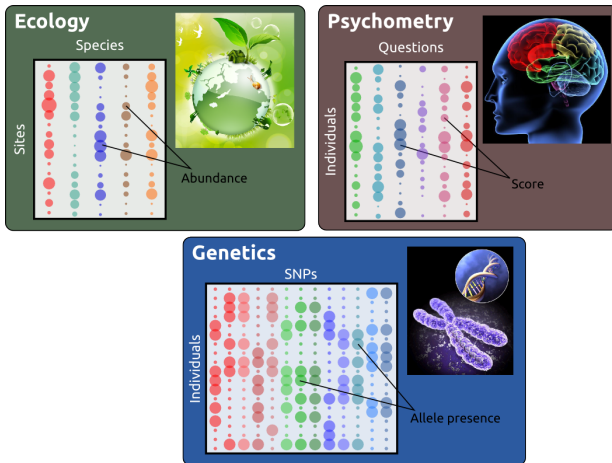 Ecology
Species
Sites
Abundance
Psychometry
Questions
Individuals
Score
Genetics
SNPs
Individuals
Allele presence